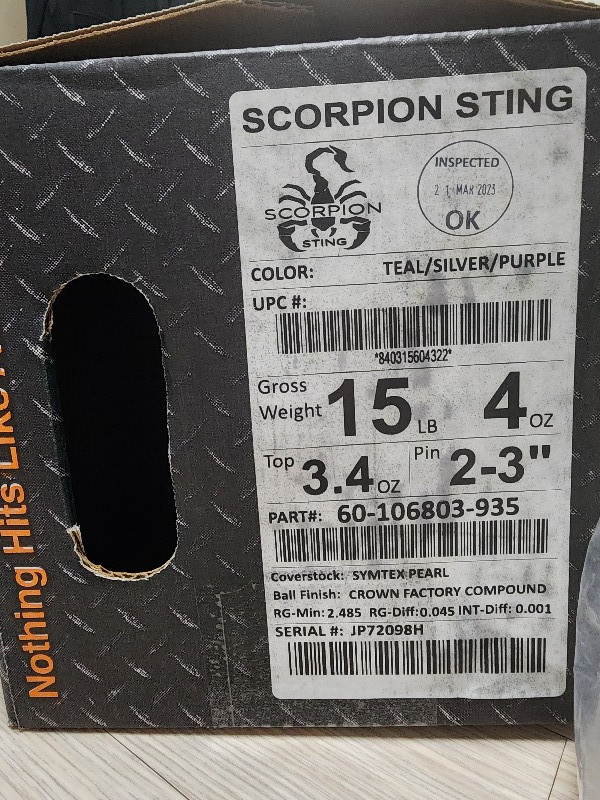 SCORPION STING
SCORPION
STING
INSPECTED
21 MAR 2023
OK
COLOR: TEAL/SILVER/PURPLE
UPC #:
*840315604322*
Gross Weight 15 LB 4 OZ
Top 3.4 OZ Pin 2-3"
PART#: 60-106803-935
Coverstock: SYMTEX PEARL
Ball Finish: CROWN FACTORY COMPOUND
RG-Min: 2.485 RG-Diff:0.045 INT-Diff: 0.001
SERIAL #: JP72098H
Nothing Hits Like